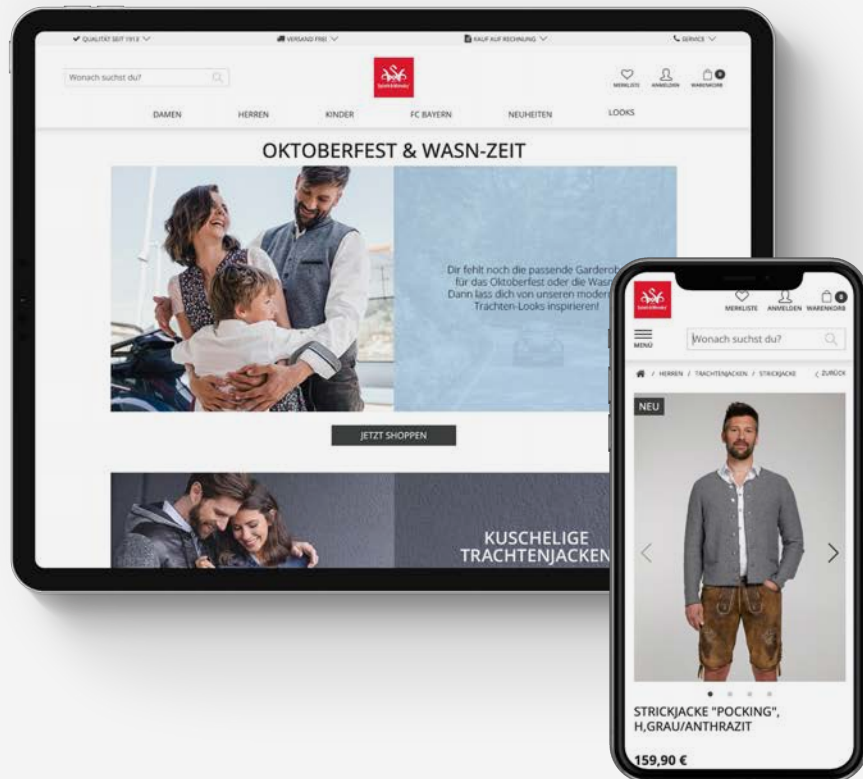 QUALITÄT SEIT 1913
VERSAND FREI
KAUF AUF RECHNUNG
SERVICE
Wonach suchst du?
MERKLISTE
ANMELDEN
0
WARENKORB
DAMEN
HERREN
KINDER
FC BAYERN
NEUHEITEN
LOOKS
OKTOBERFEST & WASN-ZEIT
Dir fehlt noch die passende
für das Oktoberfest oder die
Dann lass dich von unseren
Trachten-Looks inspirieren!
JETZT SHOPPEN
KUSCHELIGE
TRACHTENJACKEN
MERKLISTE
ANMELDEN
0
WARENKORB
MENÜ
Wonach suchst du?
/ HERREN / TRACHTENJACKEN / STRICKJACKE
ZURÜCK
NEU
STRICKJACKE "POCKING",
H,GRAU/ANTHRAZIT
159,90 €